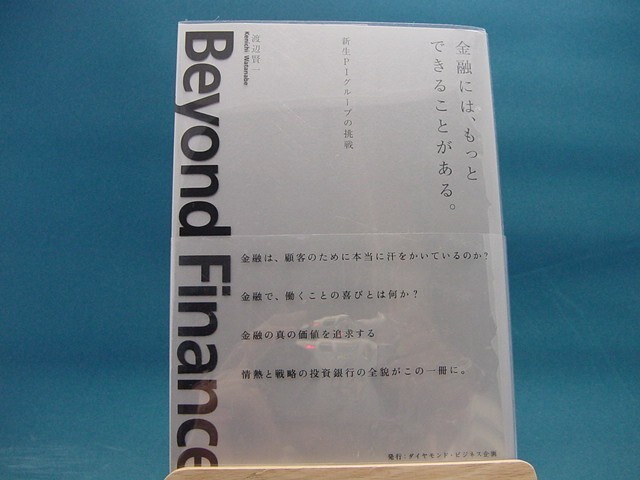 金融には、もっと
できることがある。
新生PIグループの挑戦
渡辺賢一
Kenichi Watanabe
Beyond Finance
金融は、顧客のために本当に汗をかいているのか?
金融で、働くことの喜びとは何か?
金融の真の価値を追求する
情熱と戦略の投資銀行の全貌がこの一冊に。
発行:ダイヤモンド・ビジネス企画